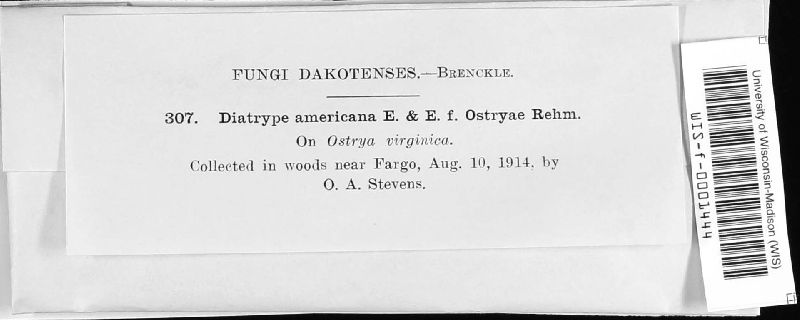 FUNGI DAKOTENSES.—BRENCKLE.
307. Diatrype americana E. & E. f. Ostryae Rehm.
On Ostrya virginica.
Collected in woods near Fargo, Aug. 10, 1914, by
O. A. Stevens.
University of Wisconsin-Madison (WIS)
WIS-f-0001444